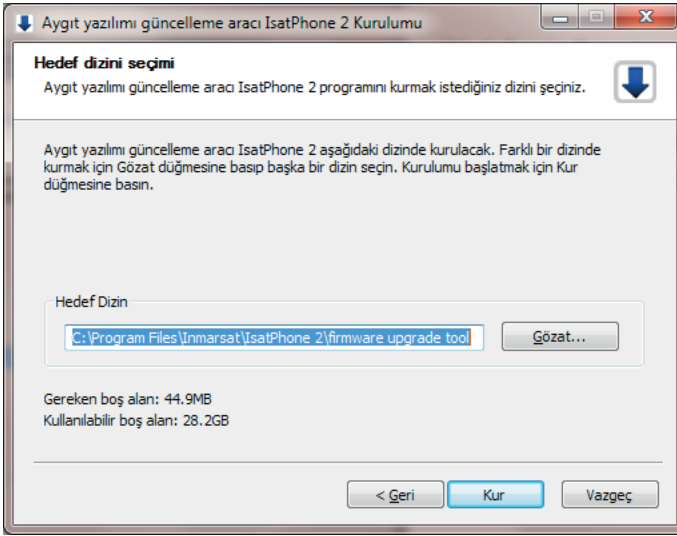 Aygıt yazılımı güncelleme aracı IsatPhone 2 Kurulumu
Hedef dizini seçimi
Aygıt yazılımı güncelleme aracı IsatPhone 2 programını kurmak istediğiniz dizini seçiniz.
Aygıt yazılımı güncelleme aracı IsatPhone 2 aşağıdaki dizinde kurulacak. Farklı bir dizinde
kurmak için Gözat düğmesine basıp başka bir dizin seçin. Kurulumu başlatmak için Kur
düğmesine basın.
Hedef Dizin
C:\Program Files\Inmarsat\IsatPhone 2\firmware upgrade tool
Gözat...
Gereken boş alan: 44.9MB
Kullanılabilir boş alan: 28.2GB
< Geri
Kur
Vazgeç